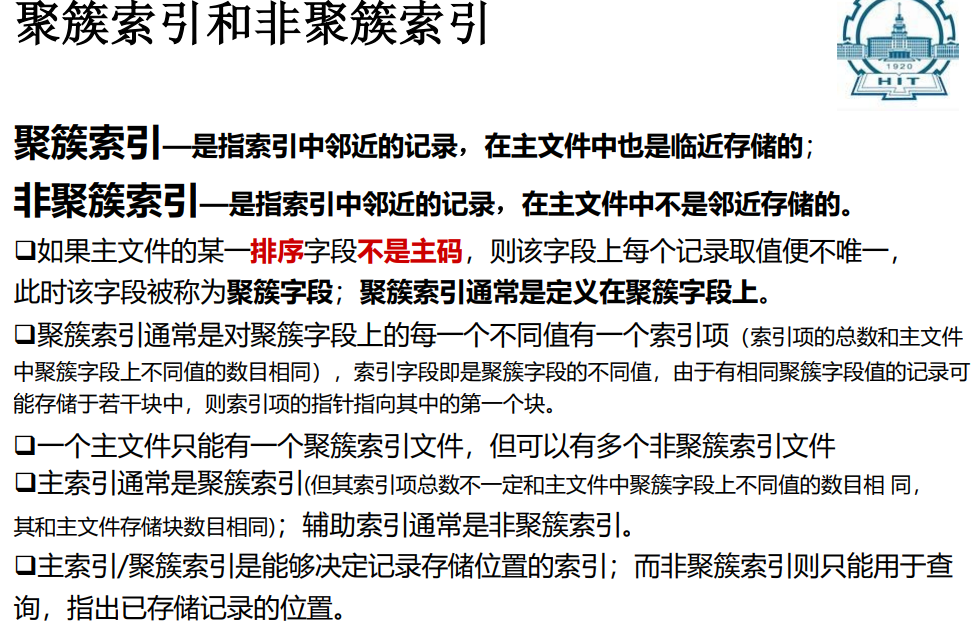 聚簇索引和非聚簇索引
1920
HIT
聚簇索引—是指索引中邻近的记录，在主文件中也是临近存储的；
非聚簇索引—是指索引中邻近的记录，在主文件中不是邻近存储的。
❑如果主文件的某一排序字段不是主码，则该字段上每个记录取值便不唯一，
此时该字段被称为聚簇字段；聚簇索引通常是定义在聚簇字段上。
❑聚簇索引通常是对聚簇字段上的每一个不同值有一个索引项（索引项的总数和主文件
中聚簇字段上不同值的数目相同），索引字段即是聚簇字段的不同值，由于有相同聚簇字段值的记录可
能存储于若干块中，则索引项的指针指向其中的第一个块。
❑一个主文件只能有一个聚簇索引文件，但可以有多个非聚簇索引文件
❑主索引通常是聚簇索引(但其索引项总数不一定和主文件中聚簇字段上不同值的数目相 同，
其和主文件存储块数目相同)；辅助索引通常是非聚簇索引。
❑主索引/聚簇索引是能够决定记录存储位置的索引；而非聚簇索引则只能用于查
询，指出已存储记录的位置。